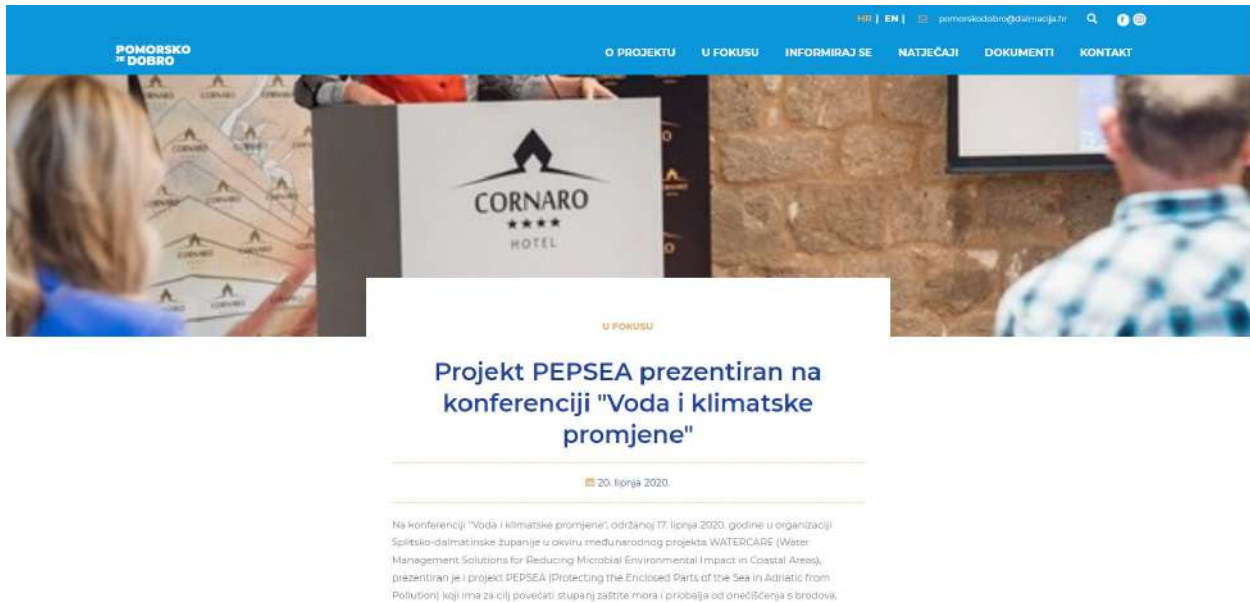 HR | EN | pomorskodobro@dalmacija.hr
POMORSKO
JE DOBRO
O PROJEKTU U FOKUSU INFORMIRAJ SE NATJEČAJI DOKUMENTI KONTAKT
CORNARO
HOTEL
U FOKUSU
Projekt PEPSEA prezentiran na
konferenciji "Voda i klimatske
promjene"
20. lipnja 2020.
Na konferenciji "Voda i klimatske promjene", održanoj 17. lipnja 2020. godine u organizaciji
Splitsko-dalmatinske županije u okviru međunarodnog projekta WATERCARE (Water
Management Solutions for Reducing Microbial Environmental Impact in Coastal Areas),
prezentiran je i projekt PEPSEA (Protecting the Enclosed Parts of the Sea in Adriatic from
Pollution) koji ima za cilj povećati stupanj zaštite mora i priobalja od onečišćenja s brodova,